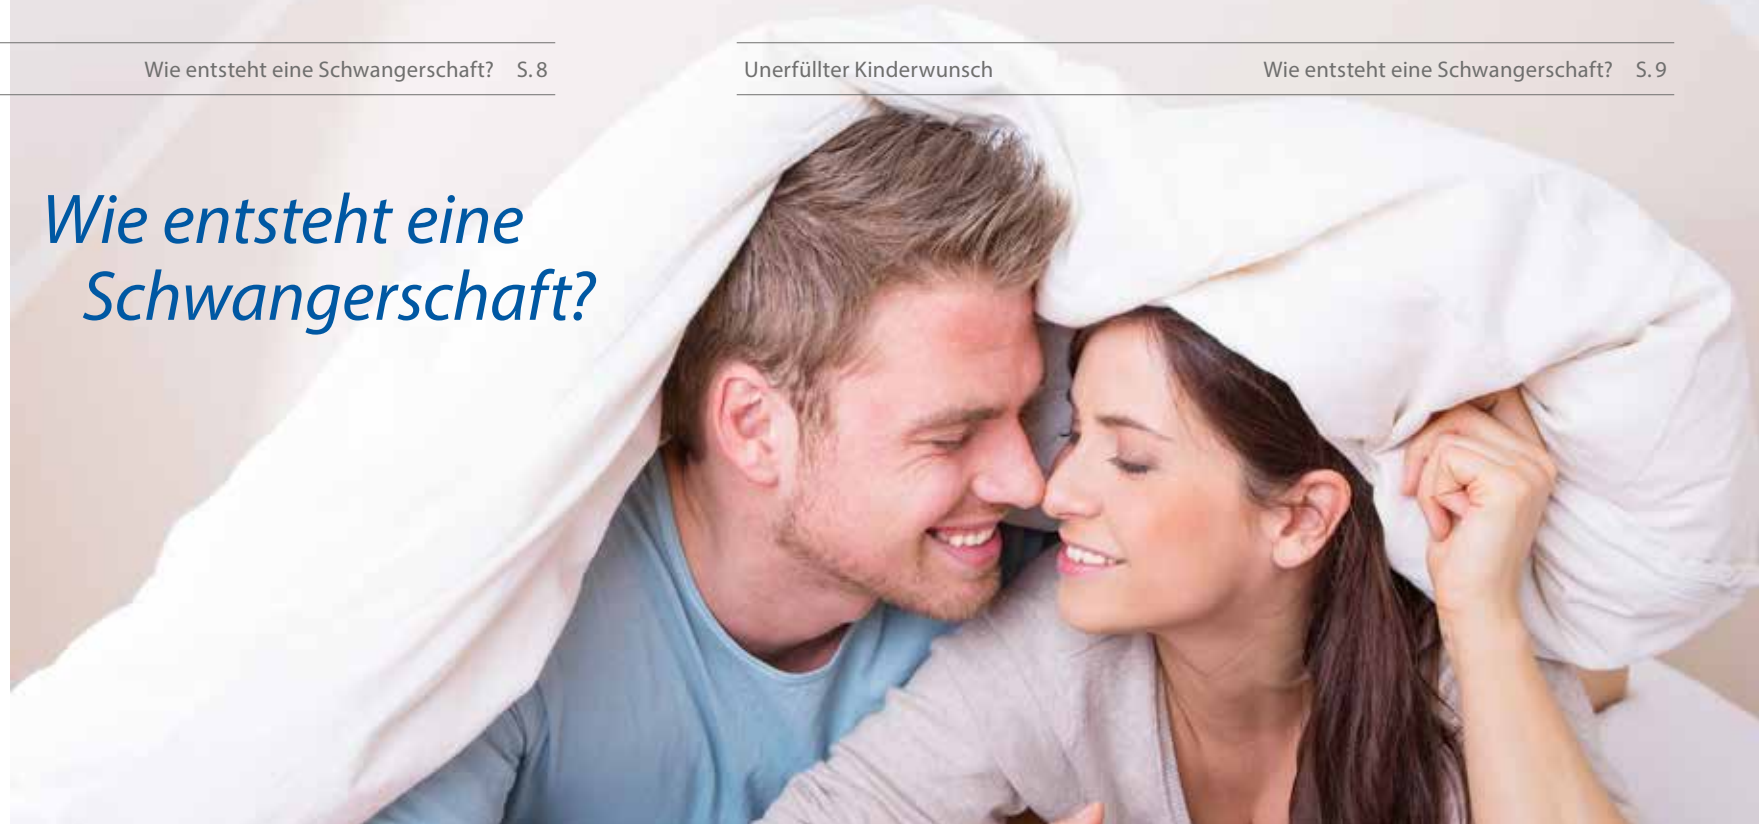 Wie entsteht eine Schwangerschaft? S. 8
Unerfüllter Kinderwunsch
Wie entsteht eine Schwangerschaft? S. 9
Wie entsteht eine
Schwangerschaft?